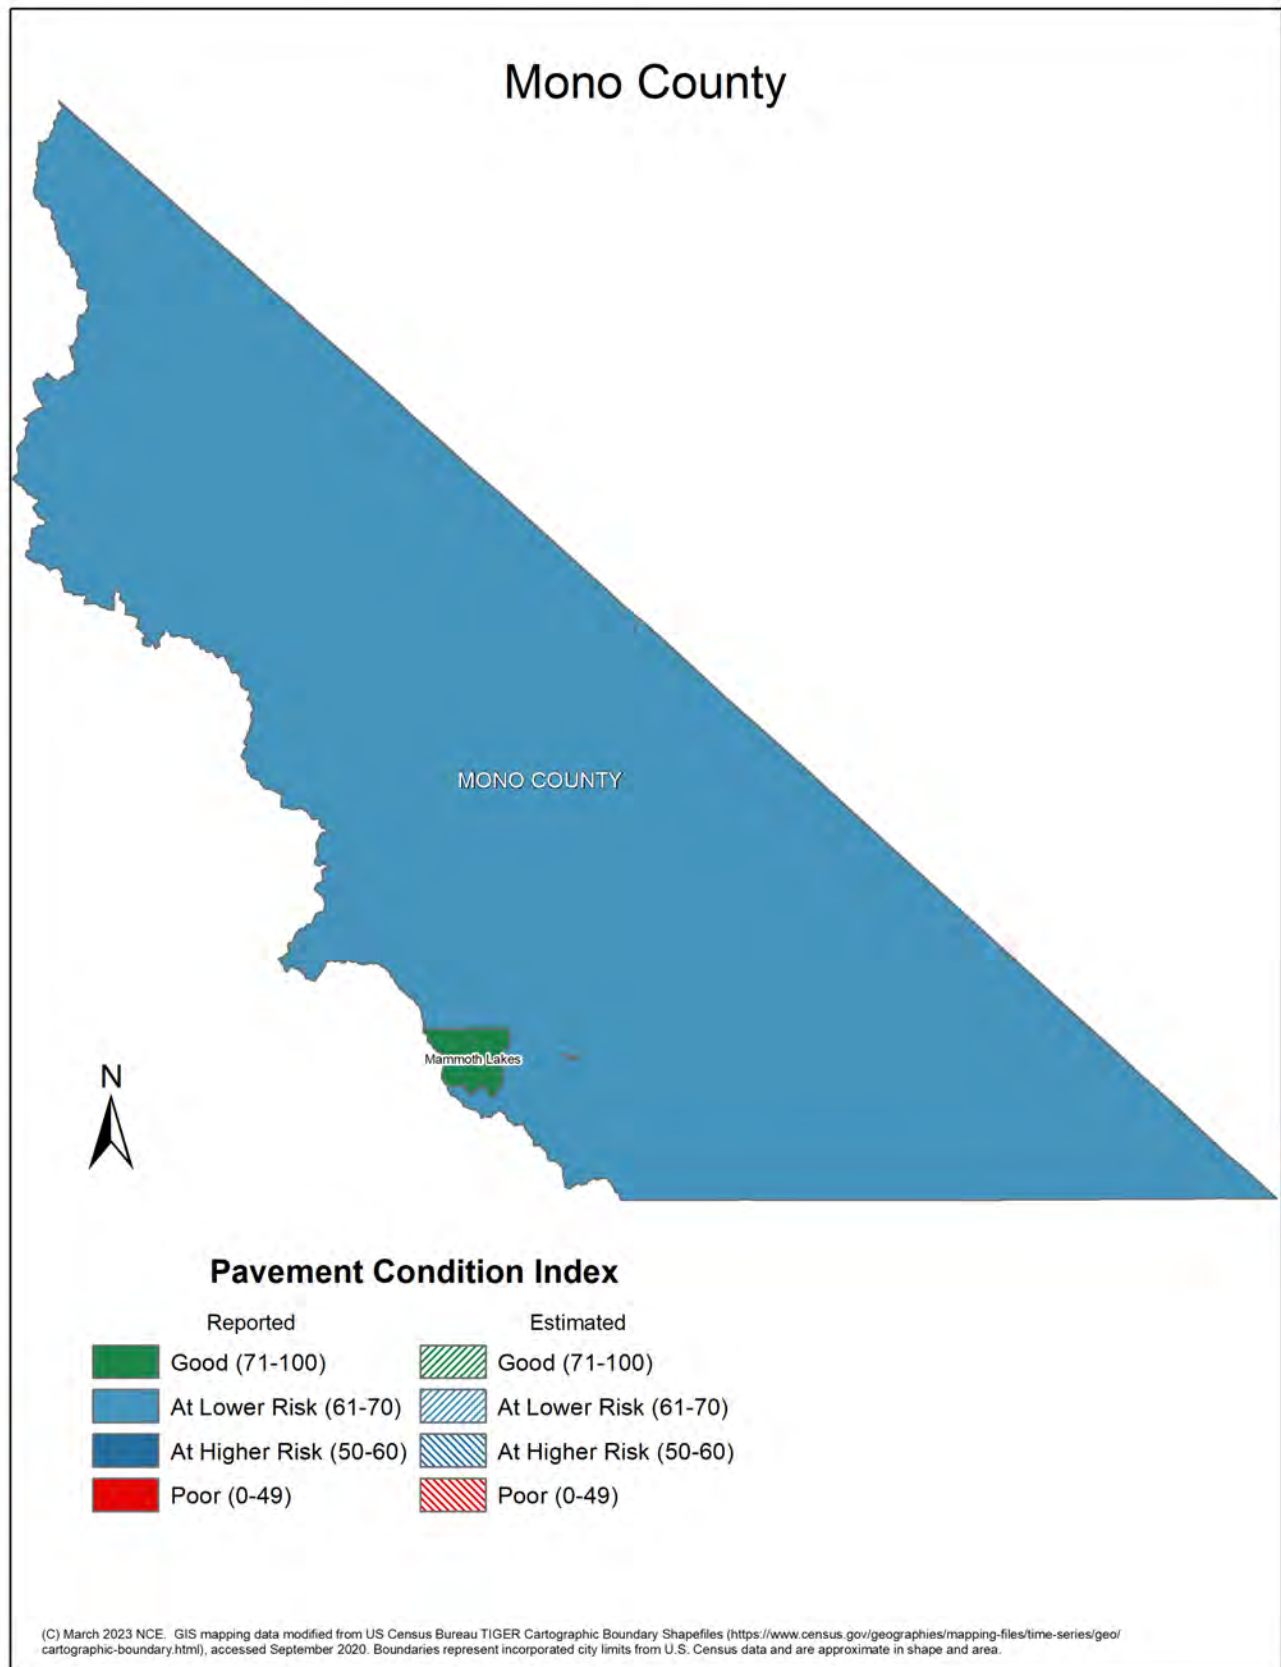 Mono County
MONO COUNTY
Mammoth Lakes
N
Pavement Condition Index
Reported
Estimated
Good (71-100)
Good (71-100)
At Lower Risk (61-70)
At Lower Risk (61-70)
At Higher Risk (50-60)
At Higher Risk (50-60)
Poor (0-49)
Poor (0-49)
(C) March 2023 NCE. GIS mapping data modified from US Census Bureau TIGER Cartographic Boundary Shapefiles (https://www.census.gov/geographies/mapping-files/time-series/geo/
cartographic-boundary.html), accessed September 2020. Boundaries represent incorporated city limits from U.S. Census data and are approximate in shape and area.